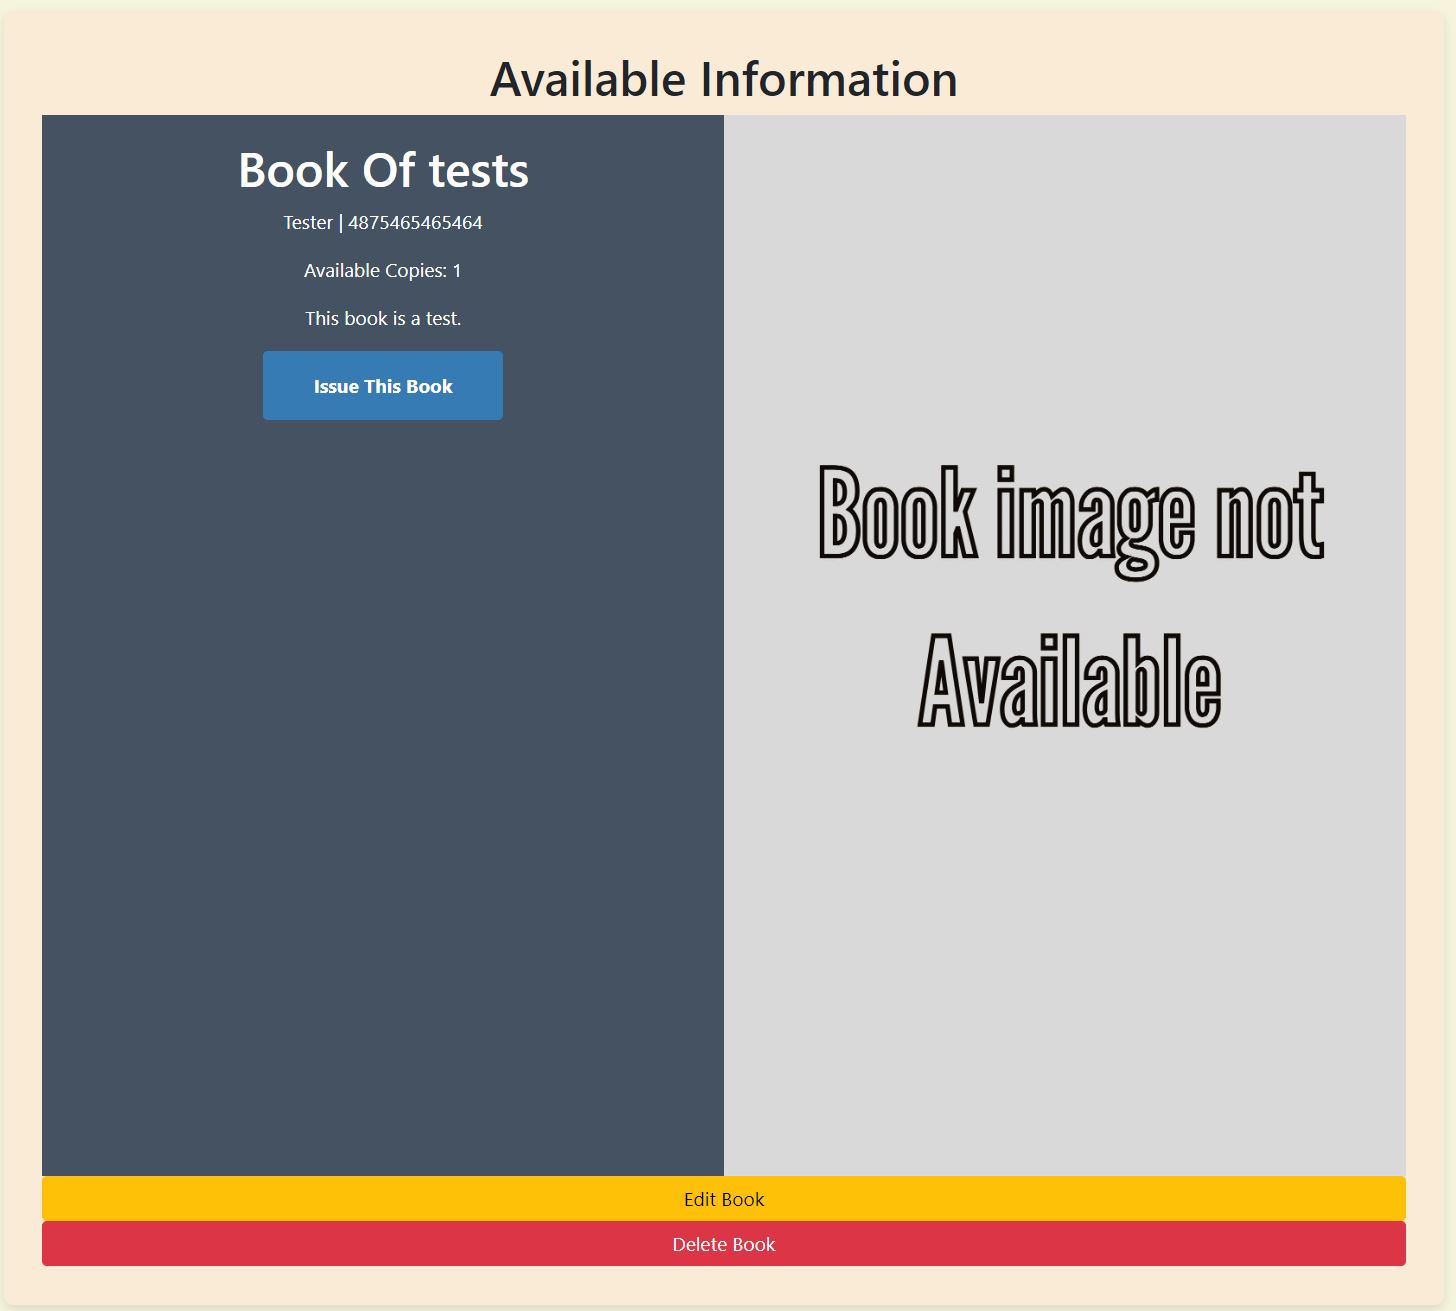 Available Information
Book Of tests
Tester | 4875465465464
Available Copies: 1
This book is a test.
Issue This Book
Book image not
Available
Edit Book
Delete Book